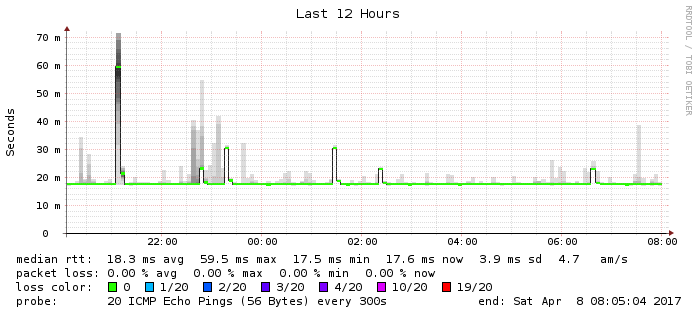 Last 12 Hours
RRDTOOL / TOBI OETIKER
Seconds
70 m
60 m
50 m
40 m
30 m
20 m
10 m
0
22:00 00:00 02:00 04:00 06:00 08:00
median rtt: 18.3 ms avg 59.5 ms max 17.5 ms min 17.6 ms now 3.9 ms sd 4.7 am/s
packet loss: 0.00 % avg 0.00 % max 0.00 % min 0.00 % now
loss color: 0 1/20 2/20 3/20 4/20 10/20 19/20
probe: 20 ICMP Echo Pings (56 Bytes) every 300s end: Sat Apr 8 08:05:04 2017